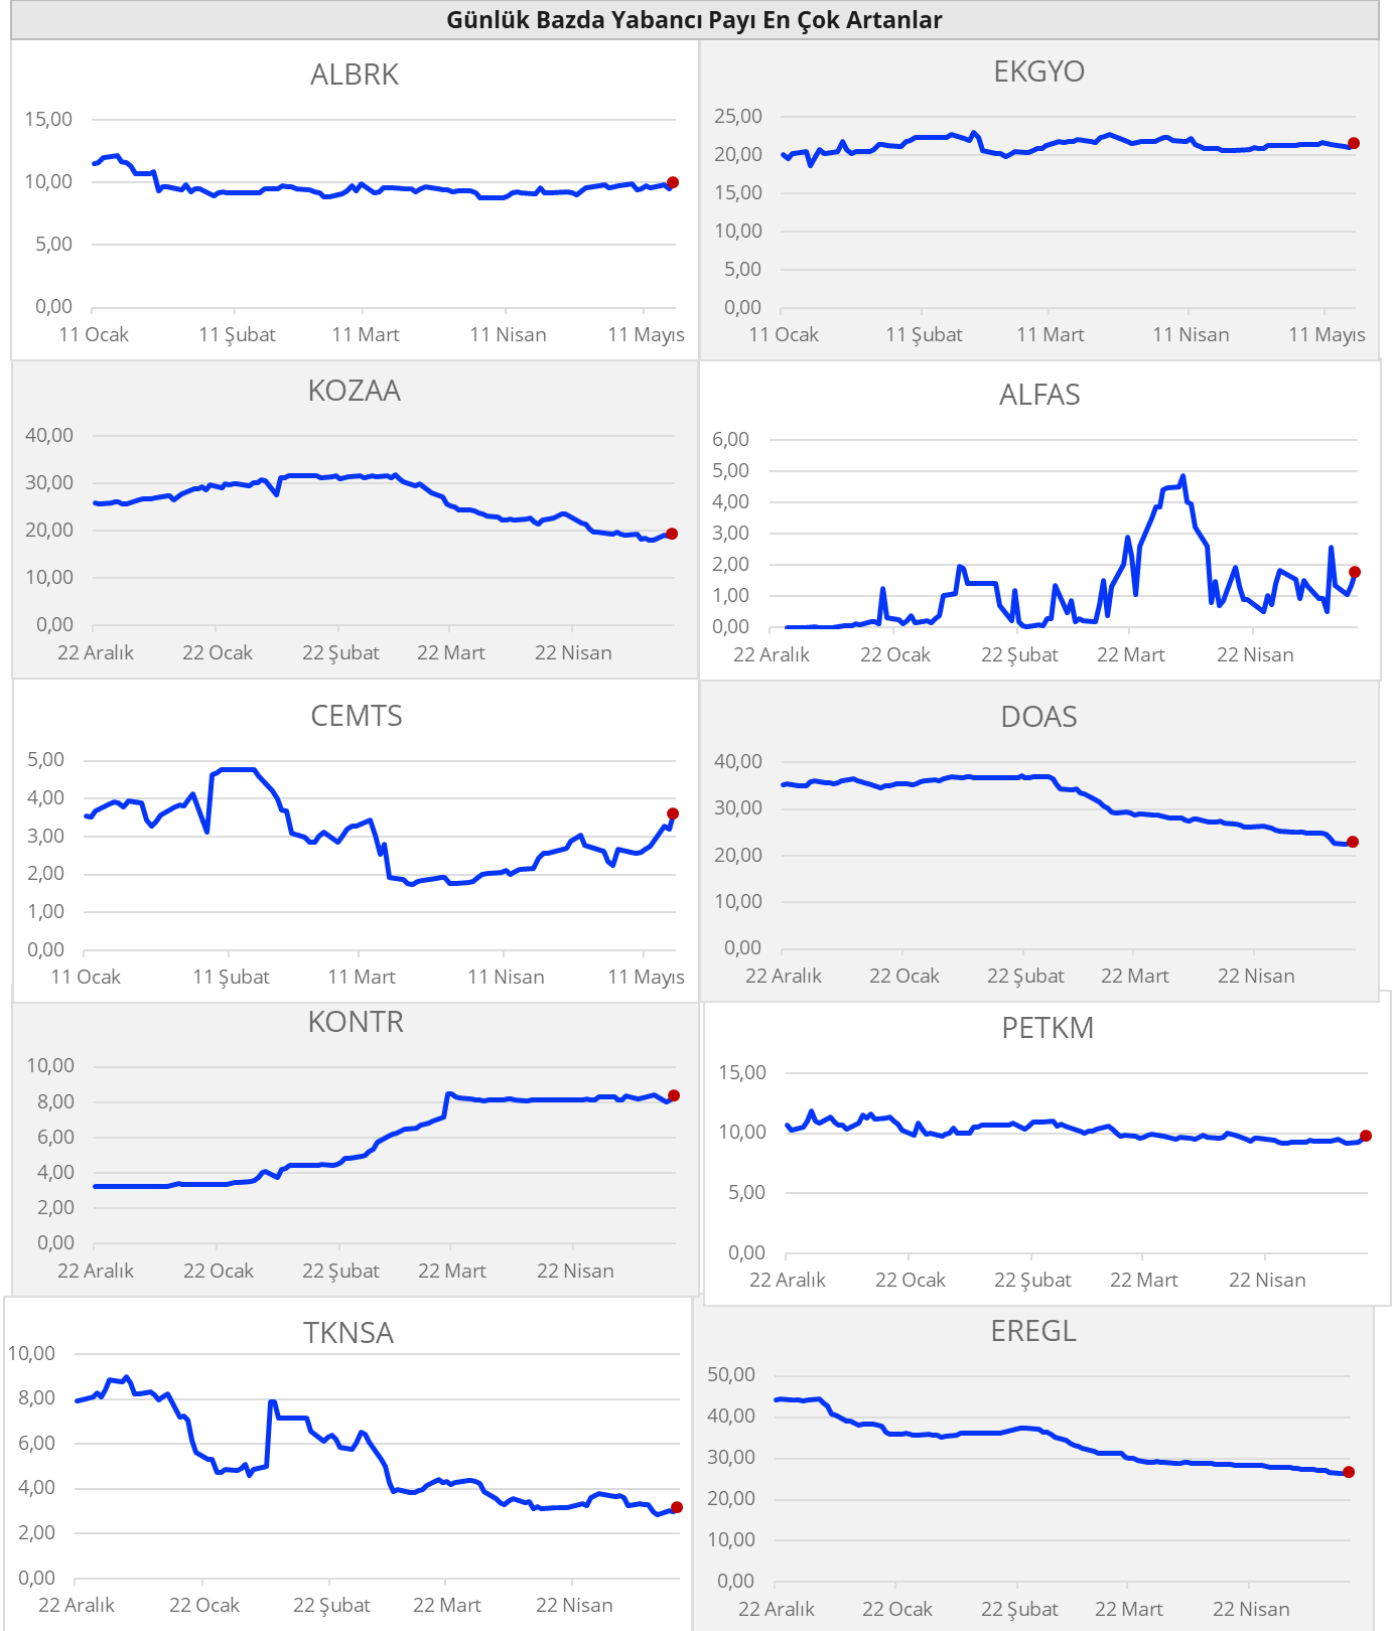 Günlük Bazda Yabancı Payı En Çok Artanlar
ALBRK
15,00
10,00
5,00
0,00
11 Ocak 11 Şubat 11 Mart 11 Nisan 11 Mayıs
EKGYO
25,00
20,00
15,00
10,00
5,00
0,00
11 Ocak 11 Şubat 11 Mart 11 Nisan 11 Mayıs
KOZAA
40,00
30,00
20,00
10,00
0,00
22 Aralık 22 Ocak 22 Şubat 22 Mart 22 Nisan
ALFAS
6,00
5,00
4,00
3,00
2,00
1,00
0,00
22 Aralık 22 Ocak 22 Şubat 22 Mart 22 Nisan
CEMTS
5,00
4,00
3,00
2,00
1,00
0,00
11 Ocak 11 Şubat 11 Mart 11 Nisan 11 Mayıs
DOAS
40,00
30,00
20,00
10,00
0,00
22 Aralık 22 Ocak 22 Şubat 22 Mart 22 Nisan
KONTR
10,00
8,00
6,00
4,00
2,00
0,00
22 Aralık 22 Ocak 22 Şubat 22 Mart 22 Nisan
PETKM
15,00
10,00
5,00
0,00
22 Aralık 22 Ocak 22 Şubat 22 Mart 22 Nisan
TKNSA
10,00
8,00
6,00
4,00
2,00
0,00
22 Aralık 22 Ocak 22 Şubat 22 Mart 22 Nisan
EREGL
50,00
40,00
30,00
20,00
10,00
0,00
22 Aralık 22 Ocak 22 Şubat 22 Mart 22 Nisan